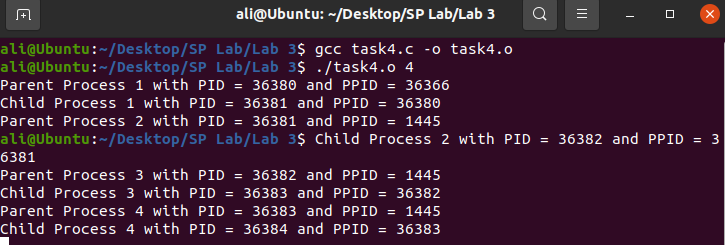 ali@Ubuntu: ~/Desktop/SP Lab/Lab 3
ali@Ubuntu:~/Desktop/SP Lab/Lab 3$ gcc task4.c -o task4.o
ali@Ubuntu:~/Desktop/SP Lab/Lab 3$ ./task4.o 4
Parent Process 1 with PID = 36380 and PPID = 36366
Child Process 1 with PID = 36381 and PPID = 36380
Parent Process 2 with PID = 36381 and PPID = 1445
ali@Ubuntu:~/Desktop/SP Lab/Lab 3$ Child Process 2 with PID = 36382 and PPID = 3
6381
Parent Process 3 with PID = 36382 and PPID = 1445
Child Process 3 with PID = 36383 and PPID = 36382
Parent Process 4 with PID = 36383 and PPID = 1445
Child Process 4 with PID = 36384 and PPID = 36383